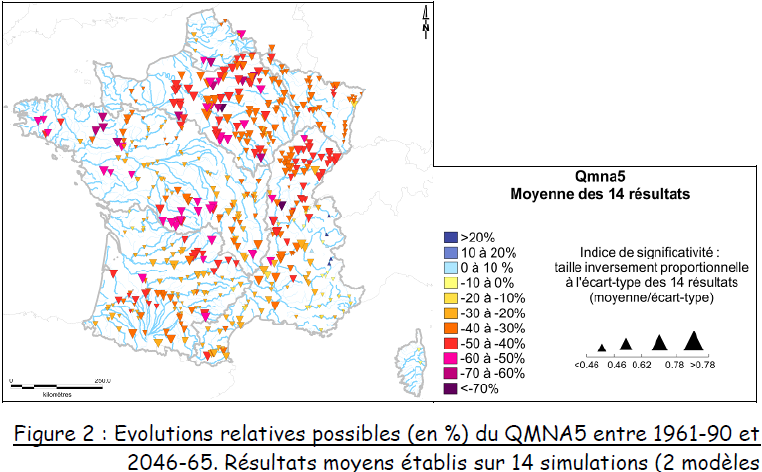 N
0
250.0
kilomètres
Qmna5
Moyenne des 14 résultats
>20%
10 à 20%
0 à 10 %
-10 à 0%
-20 à -10%
-30 à -20%
-40 à -30%
-50 à -40%
-60 à -50%
-70 à -60%
<-70%
Indice de significativité :
taille inversement proportionnelle
à l'écart-type des 14 résultats
(moyenne/écart-type)
<0.46 0.46 0.62 0.78 >0.78
Figure 2 : Evolutions relatives possibles (en %) du QMNA5 entre 1961-90 et
2046-65. Résultats moyens établis sur 14 simulations (2 modèles